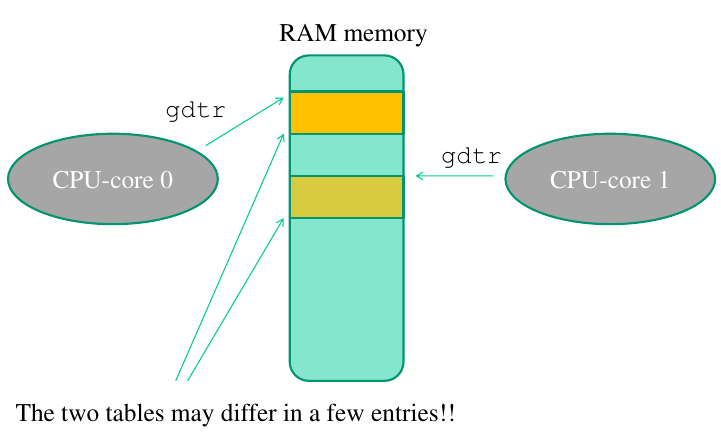 RAM memory
gdtr
gdtr
CPU-core 0
CPU-core 1
The two tables may differ in a few entries!!